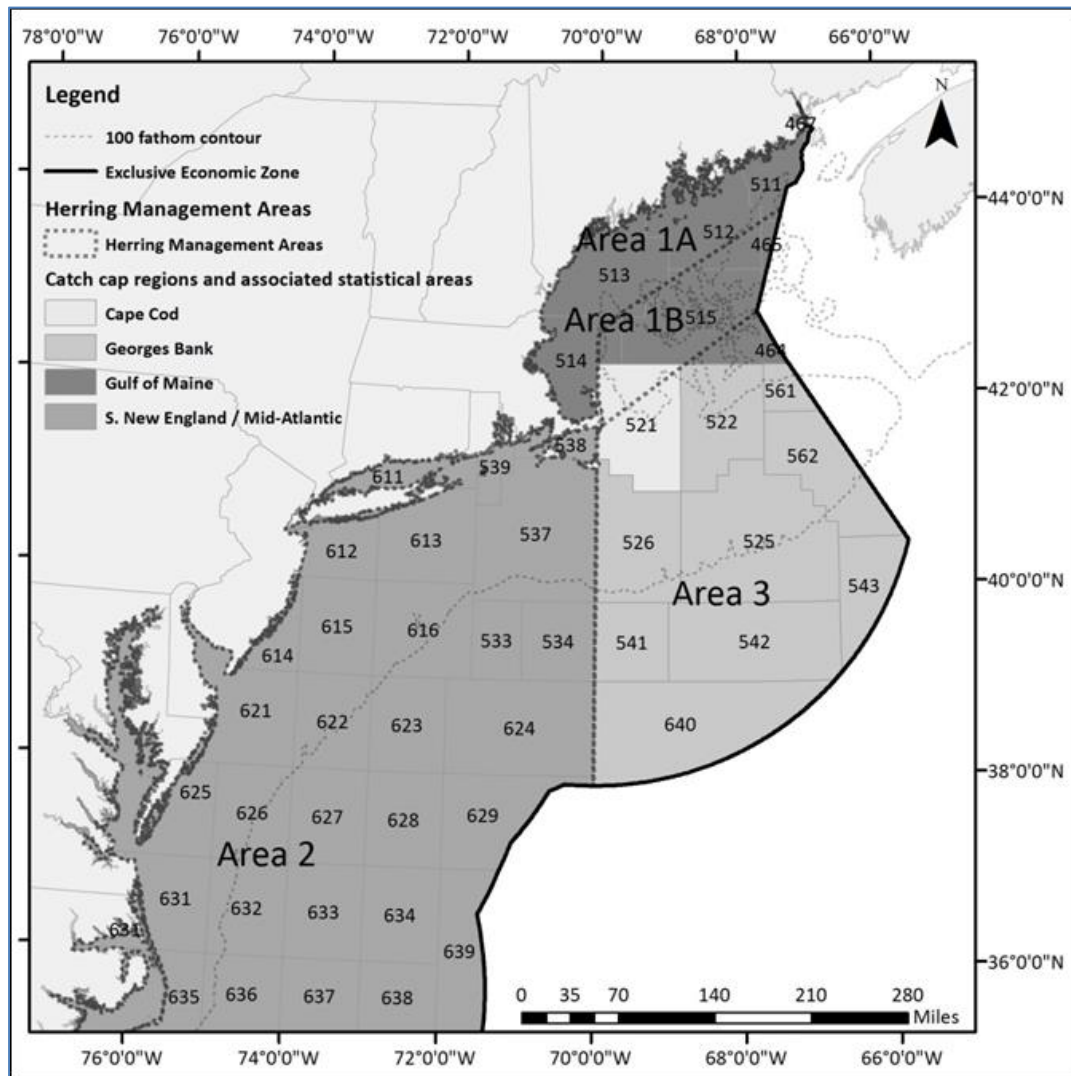 78°0'0"W 76°0'0"W 74°0'0"W 72°0'0"W 70°0'0"W 68°0'0"W 66°0'0"W
Legend
100 fathom contour
Exclusive Economic Zone
Herring Management Areas
Herring Management Areas
Catch cap regions and associated statistical areas
Cape Cod
Georges Bank
Gulf of Maine
S. New England / Mid-Atlantic
N
467
511
44°0'0"N
512
Area 1A
465
513
Area 1B
515
514
464
42°0'0"N
561
521
522
538
562
539
611
537
613
612
526
525
40°0'0"N
543
Area 3
615
616
533
534
541
542
614
621
622
623
624
640
38°0'0"N
625
626
627
628
629
Area 2
631
632
633
634
631
639
36°0'0"N
635
636
637
638
0 35 70 140 210 280
Miles
76°0'0"W 74°0'0"W 72°0'0"W 70°0'0"W 68°0'0"W 66°0'0"W